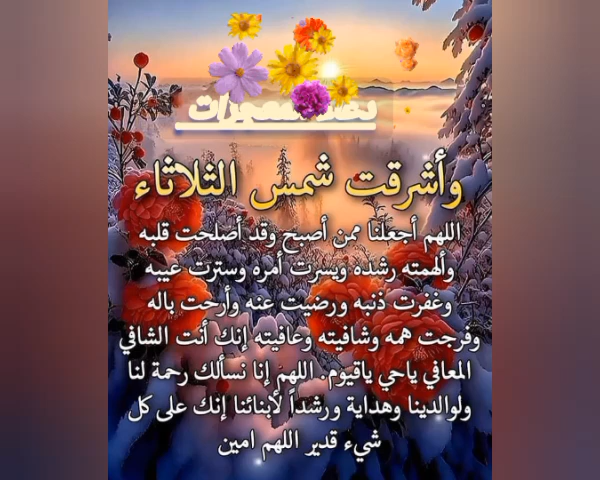 وأشرقت شمس الثلاثاء
اللهم أجعلنا ممن أصبح وقد أصلحت قلبه
وألهمته رشده ويسرت أمره وسترت عيبه
وغفرت ذنبه ورضيت عنه وأرحت باله
وفرجت همه وشافيته وعافيته إنك أنت الشافي
المعافي ياحي ياقيوم. اللهم إنا نسألك رحمة لنا
ولوالدينا وهداية ورشداً لأبنائنا إنك على كل
شيء قدير اللهم امين